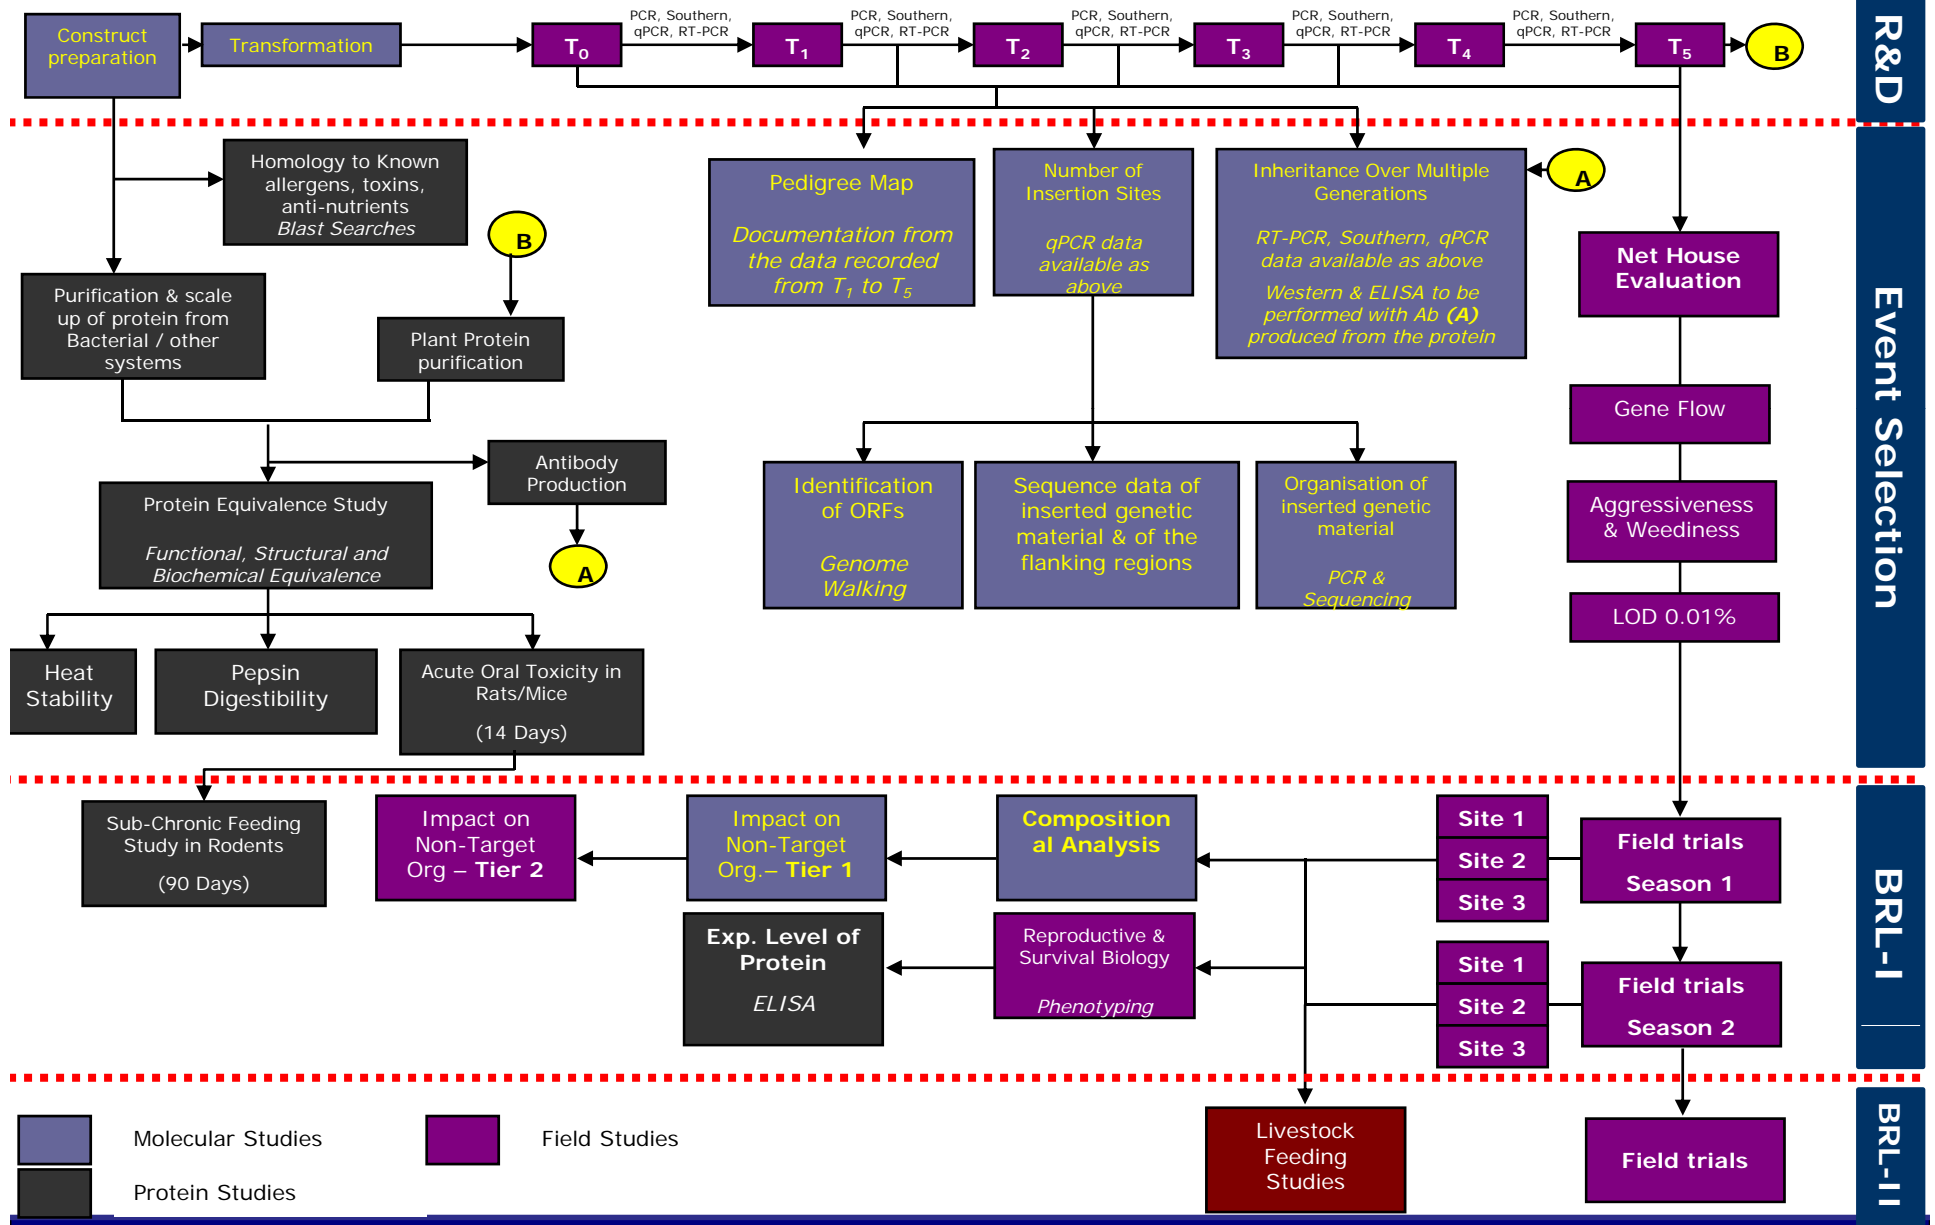 Construct
preparation
Transformation
T0
PCR, Southern,
qPCR, RT-PCR
T1
PCR, Southern,
qPCR, RT-PCR
T2
PCR, Southern,
qPCR, RT-PCR
T3
PCR, Southern,
qPCR, RT-PCR
T4
PCR, Southern,
qPCR, RT-PCR
T5
B
R&D
Homology to Known
allergens, toxins,
anti-nutrients
Blast Searches
B
Purification & scale
up of protein from
Bacterial / other
systems
Plant Protein
purification
Antibody
Production
A
Protein Equivalence Study
Functional, Structural and
Biochemical Equivalence
Heat
Stability
Pepsin
Digestibility
Acute Oral Toxicity in
Rats/Mice
(14 Days)
Pedigree Map
Documentation from
the data recorded
from T1 to T5
Number of
Insertion Sites
qPCR data
available as
above
Inheritance Over Multiple
Generations
RT-PCR, Southern, qPCR
data available as above
Western & ELISA to be
performed with Ab (A)
produced from the protein
A
Identification
of ORFs
Genome
Walking
Sequence data of
inserted genetic
material & of the
flanking regions
Organisation of
inserted genetic
material
PCR &
Sequencing
Net House
Evaluation
Gene Flow
Aggressiveness
& Weediness
LOD 0.01%
Event Selection
Sub-Chronic Feeding
Study in Rodents
(90 Days)
Impact on
Non-Target
Org – Tier 2
Impact on
Non-Target
Org.– Tier 1
Composition
al Analysis
Site 1
Site 2
Site 3
Field trials
Season 1
Exp. Level of
Protein
ELISA
Reproductive &
Survival Biology
Phenotyping
Site 1
Site 2
Site 3
Field trials
Season 2
BRL-I
Molecular Studies
Field Studies
Protein Studies
Livestock
Feeding
Studies
Field trials
BRL-II